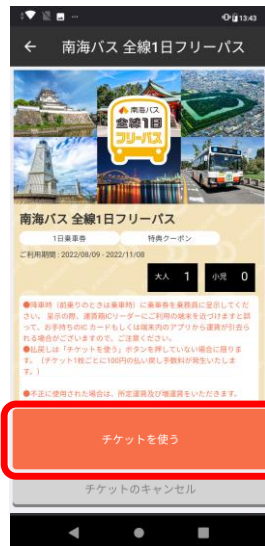 13:43
南海バス 全線1日フリーパス
南海バス
全線1日
フリーパス
南海バス 全線1日フリーパス
1日乗車券 特典クーポン
ご利用期間：2022/08/09 - 2022/11/08
大人 1 小児 0
●降車時（前乗りのときは乗車時）に乗車券を乗務員に呈示してくだ
さい。呈示の際、運賃箱ICリーダーにご利用の端末を近づけますと誤
って、お手持ちのICカードもしくは端末内のアプリから運賃が引去ら
れる場合がございますので、ご注意ください。
●払戻しは「チケットを使う」ボタンを押していない場合に限りま
す。（チケット1枚ごとに100円の払い戻し手数料が発生いたしま
す。）
●不正に使用された場合は、所定運賃及び増運賃をいただきます。
チケットを使う
チケットのキャンセル